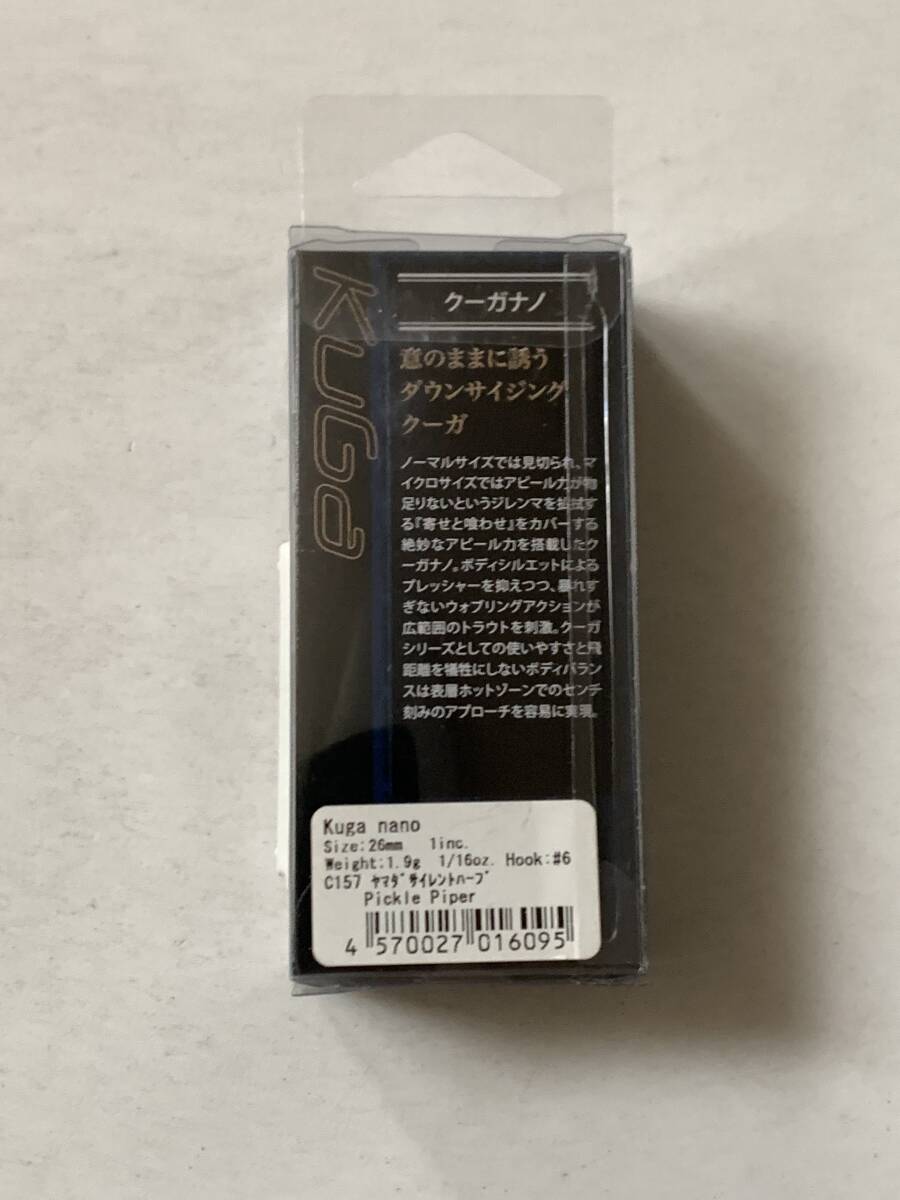 KUGa
クーガナノ
意のままに誘う
ダウンサイジング
クーガ
ノーマルサイズでは見切られ、マ
イクロサイズではアピール力が物
足りないというジレンマを払拭す
る『寄せと喰わせ』をカバーする
絶妙なアピール力を搭載したク
ーガナノ。ボディシルエットによる
プレッシャーを抑えつつ、暴れす
ぎないウォブリングアクションが
広範囲のトラウトを刺激。クーガ
シリーズとしての使いやすさと飛
距離を犠牲にしないボディバラン
スは表層ホットゾーンでのセンチ
刻みのアプローチを容易に実現。
Kuga nano
Size:26mm 1inc.
Weight:1.9g 1/16oz. Hook:#6
C157 ﾔﾏﾀﾞｻｲﾚﾝﾄﾊｰﾌﾞ
Pickle Piper
4 570027 016095